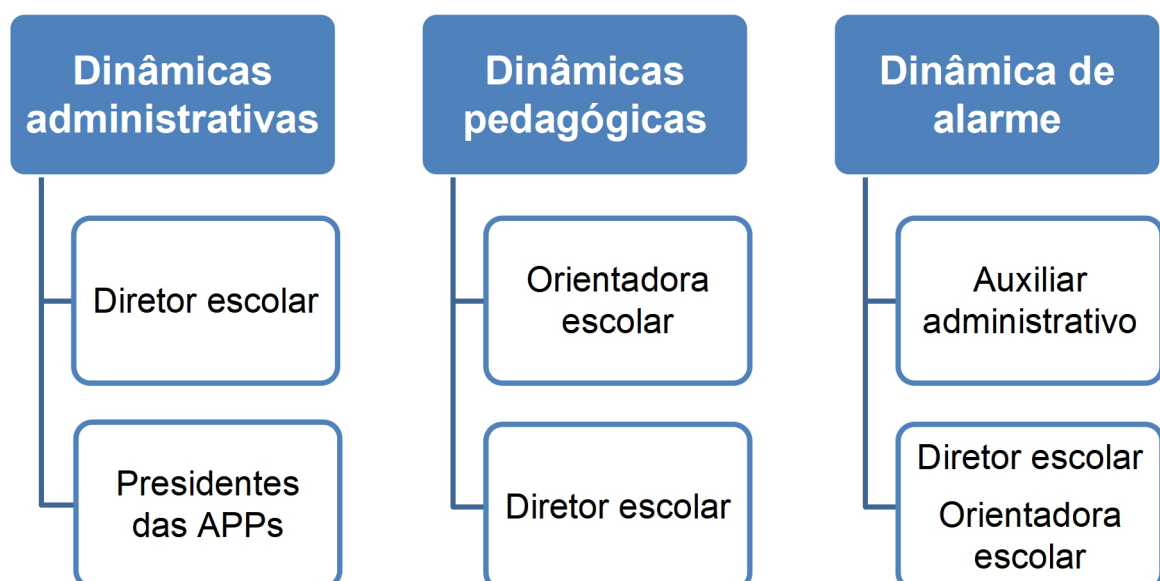 Dinâmicas
administrativas
Diretor escolar
Presidentes
das APPs
Dinâmicas
pedagógicas
Orientadora
escolar
Diretor escolar
Dinâmica de
alarme
Auxiliar
administrativo
Diretor escolar
Orientadora
escolar